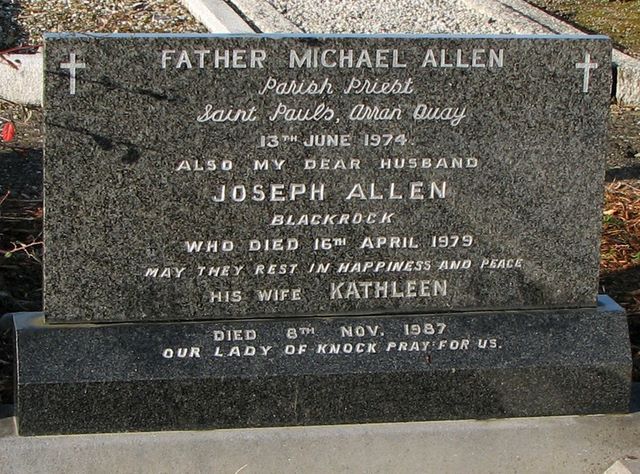 FATHER MICHAEL ALLEN
Parish Priest
Saint Pauls, Arran Quay
13TH JUNE 1974.
ALSO MY DEAR HUSBAND
JOSEPH ALLEN
BLACKROCK
WHO DIED 16TH APRIL 1979
MAY THEY REST IN HAPPINESS AND PEACE
HIS WIFE KATHLEEN
DIED 8TH NOV. 1987
OUR LADY OF KNOCK PRAY FOR US.